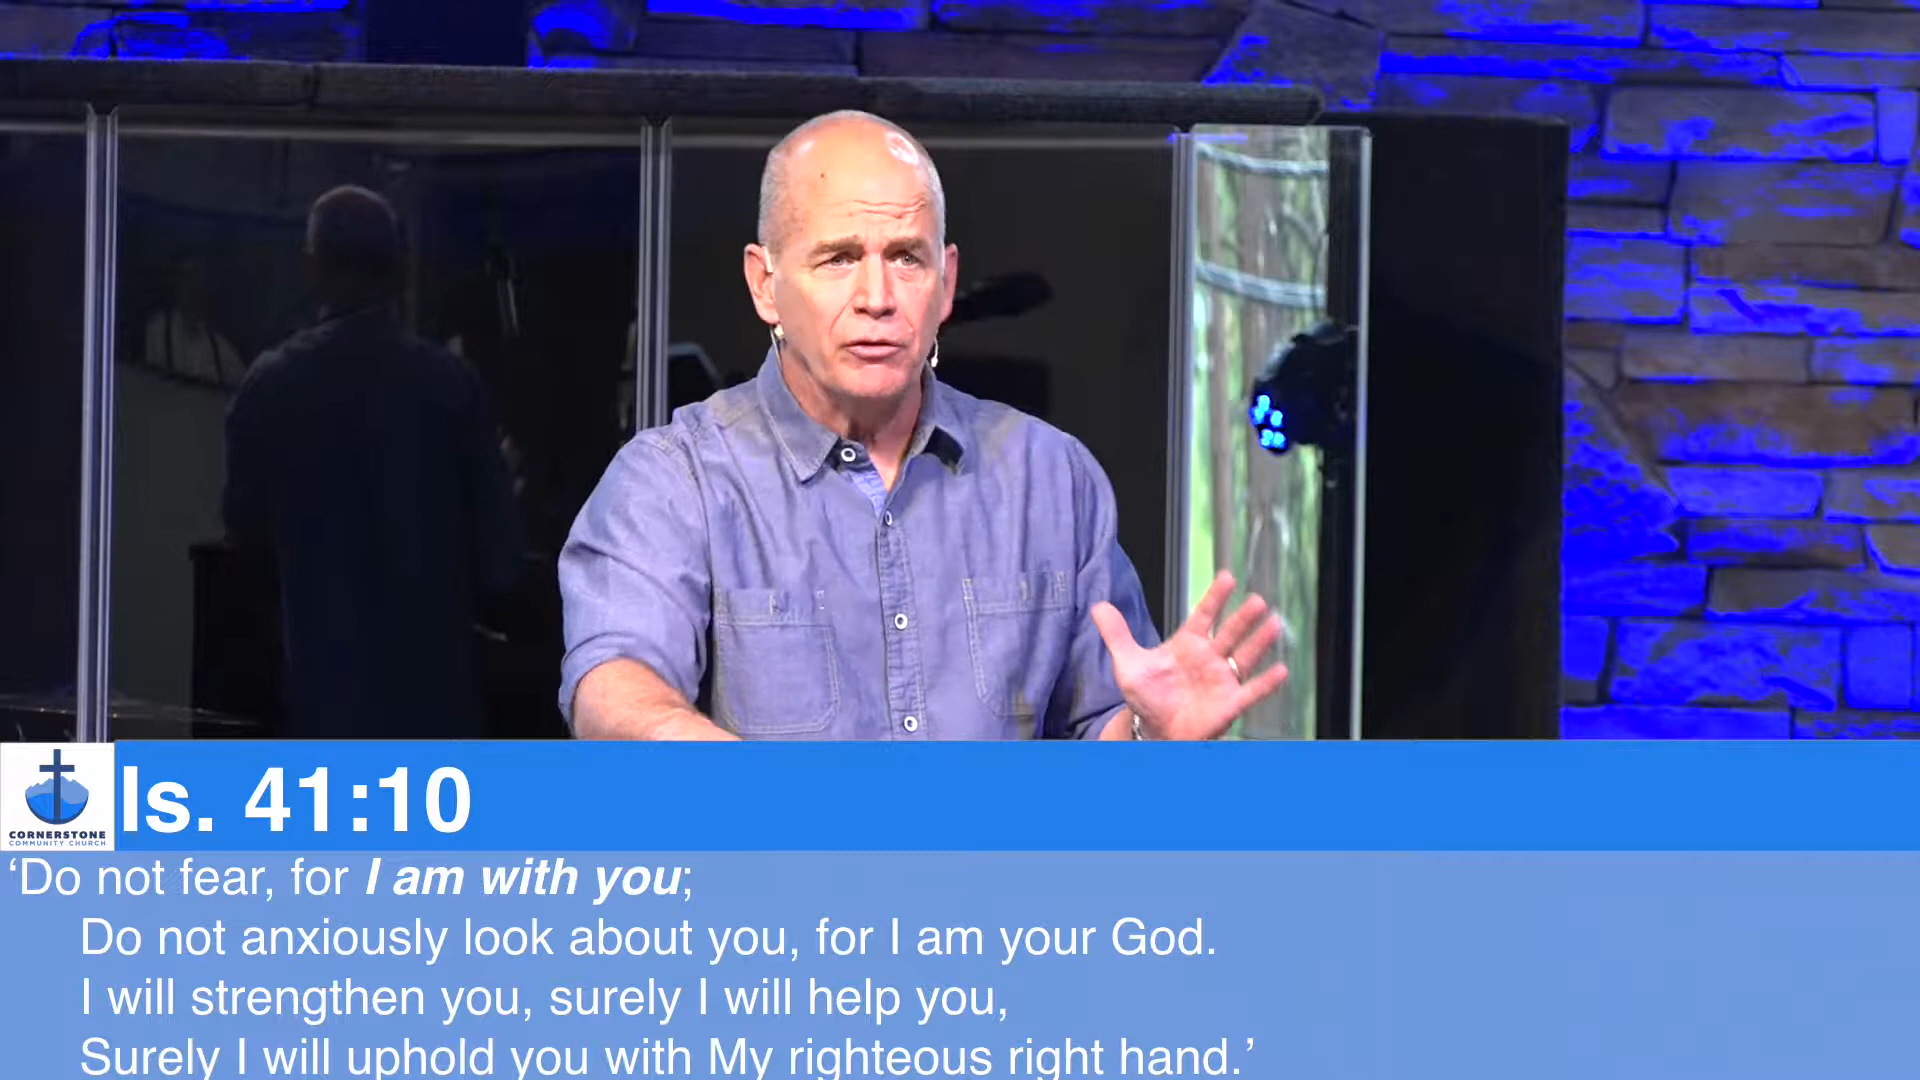 Is. 41:10
CORNERSTONE
COMMUNITY CHURCH
‘Do not fear, for I am with you;
Do not anxiously look about you, for I am your God.
I will strengthen you, surely I will help you,
Surely I will uphold you with My righteous right hand.’